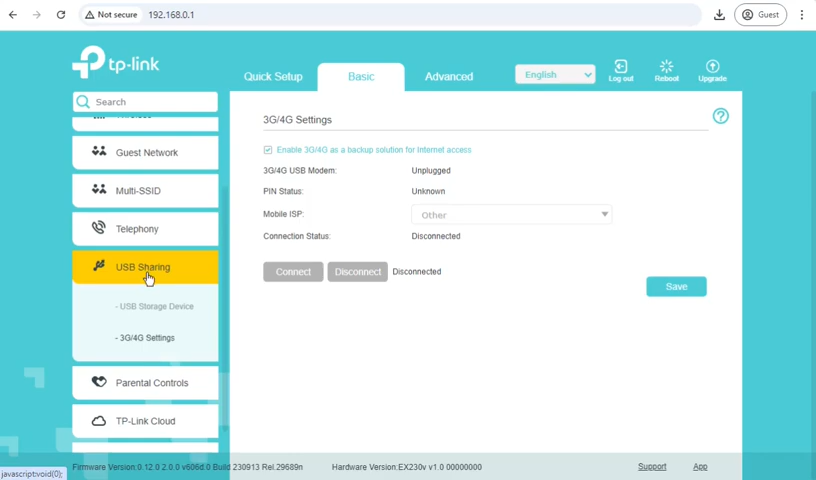 Not secure
192.168.0.1
Guest
tp-link
Quick Setup
Basic
Advanced
English
Log out
Reboot
Upgrade
Search
Guest Network
Multi-SSID
Telephony
USB Sharing
- USB Storage Device
- 3G/4G Settings
Parental Controls
TP-Link Cloud
3G/4G Settings
?
Enable 3G/4G as a backup solution for Internet access
3G/4G USB Modem: Unplugged
PIN Status: Unknown
Mobile ISP: Other
Connection Status: Disconnected
Connect Disconnect Disconnected
Save
javascript:void(0);
Firmware Version:0.12.0 2.0.0 v606d.0 Build 230913 Rel.29689n
Hardware Version:EX230v v1.0 00000000
Support
App